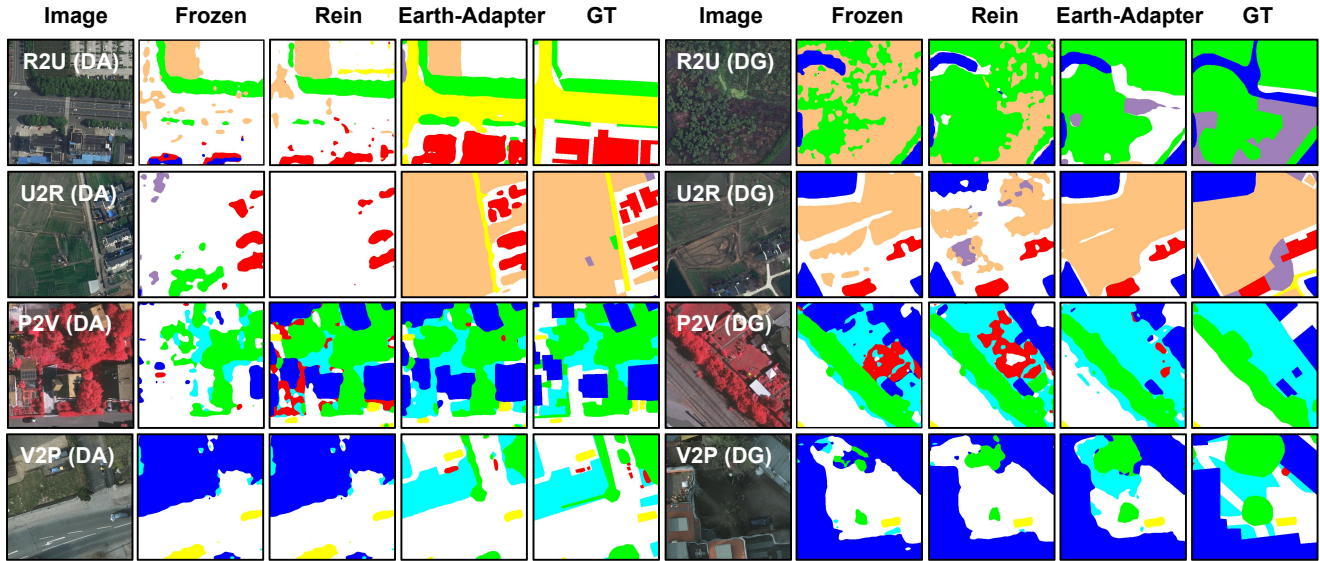 Image Frozen Rein Earth-Adapter GT Image Frozen Rein Earth-Adapter GT
R2U (DA) R2U (DG)
U2R (DA) U2R (DG)
P2V (DA) P2V (DG)
V2P (DA) V2P (DG)